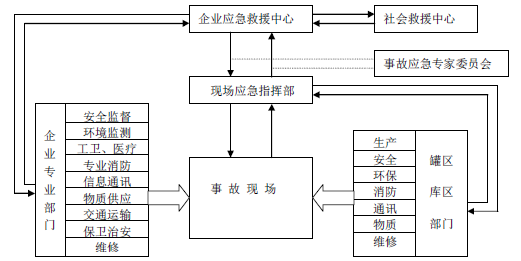 企业应急救援中心
社会救援中心
事故应急专家委员会
现场应急指挥部
企业专业部门
安全监督
环境监测
工卫、医疗
专业消防
信息通讯
物质供应
交通运输
保卫治安
维修
事故现场
生产
安全
环保
消防
通讯
物质
维修
罐区
库区
部门